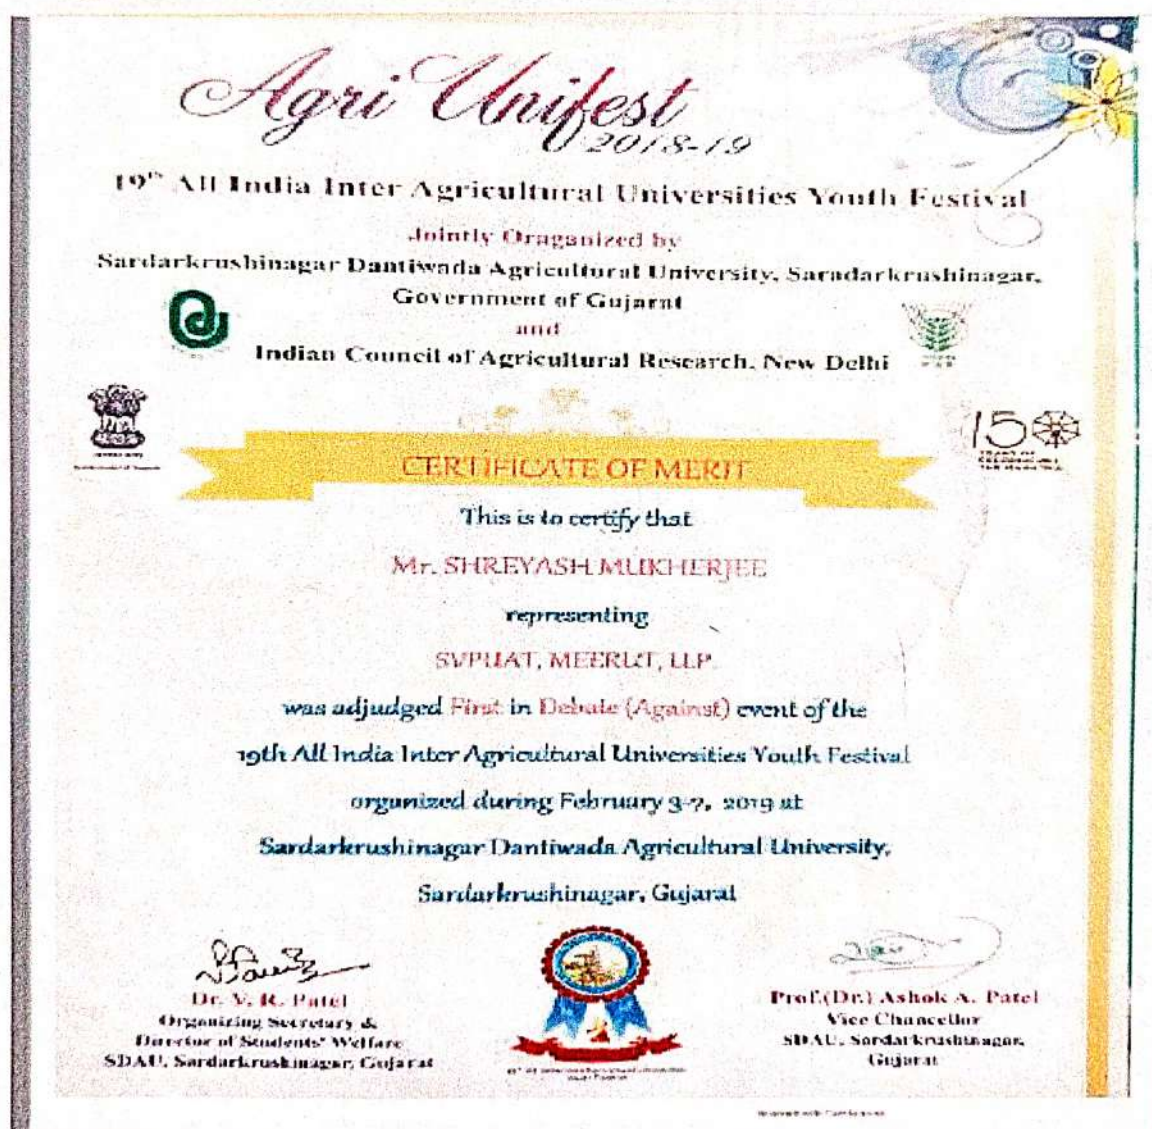 Agri Unifest
2018-19
19th All India Inter Agricultural Universities Youth Festival
Jointly Oraganized by
Sardarkrushinagar Dantiwada Agricultural University, Saradarkrushinagar,
Government of Gujarat
and
Indian Council of Agricultural Research, New Delhi
150
CERTIFICATE OF MERIT
This is to certify that
Mr. SHREYASH MUKHERJEE
representing
SVPUAT, MEERUT, U.P.
was adjudged First in Debate (Against) event of the
19th All India Inter Agricultural Universities Youth Festival
organized during February 3-7, 2019 at
Sardarkrushinagar Dantiwada Agricultural University,
Sardarkrushinagar, Gujarat
Dr. V. R. Patel
Organizing Secretary &
Director of Students' Welfare
SDAU, Sardarkrushinagar, Gujarat
Prof.(Dr.) Ashok A. Patel
Vice Chancellor
SDAU, Sardarkrushinagar,
Gujarat